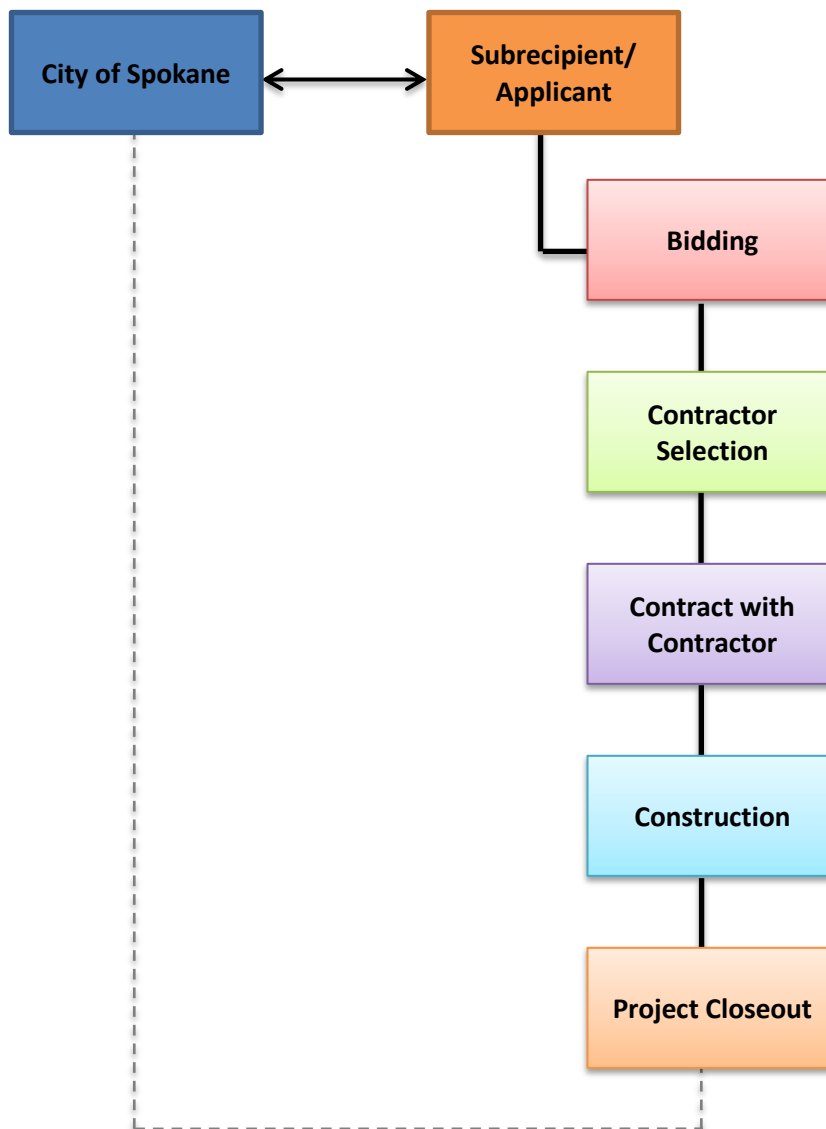 City of Spokane
Subrecipient/
Applicant
Bidding
Contractor
Selection
Contract with
Contractor
Construction
Project Closeout